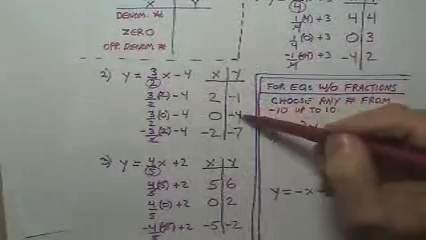 X Y
DENOM. #
ZERO
OPP. DENOM. #
1/4(4) +3 4 4
1/4(0) +3 0 3
-1/4(4) +3 -4 2
2) y = 3/2 x - 4 X Y
3/2(2) - 4 2 -1
3/2(0) - 4 0 -4
-3/2(2) - 4 -2 -7
3) y = 4/5 x + 2 X Y
4/5(5) + 2 5 6
4/5(0) + 2 0 2
-4/5(5) + 2 -5 -2
FOR EQs W/O FRACTIONS
CHOOSE ANY # FROM
-10 UP TO 10
y = -x -